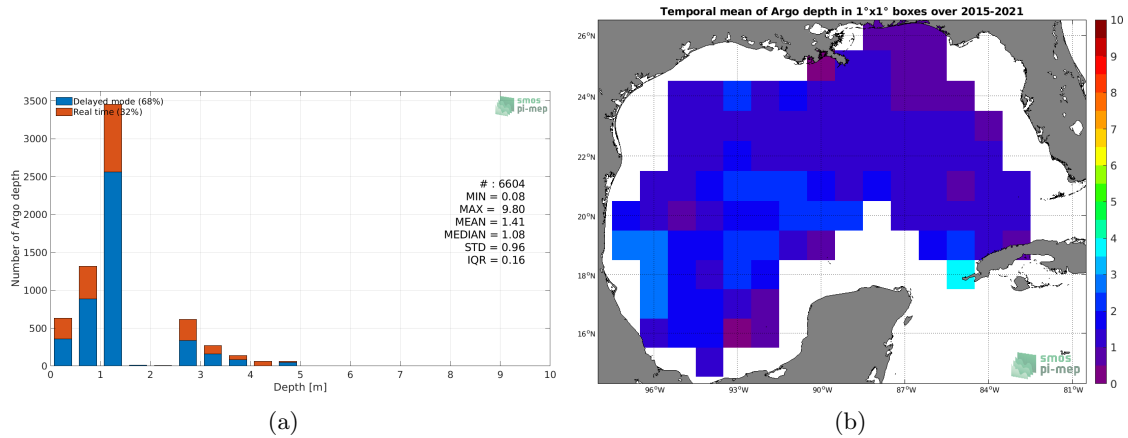 Delayed mode (68%)
Real time (32%)
smos
pi-mep
Number of Argo depth
3500
3000
2500
2000
1500
1000
500
0
# : 6604
MIN = 0.08
MAX = 9.80
MEAN = 1.41
MEDIAN = 1.08
STD = 0.96
IQR = 0.16
0 1 2 3 4 5 6 7 8 9 10
Depth [m]
(a)
Temporal mean of Argo depth in 1°x1° boxes over 2015-2021
26°N
24°N
22°N
20°N
18°N
16°N
96°W 93°W 90°W 87°W 84°W 81°W
smos
pi-mep
10
9
8
7
6
5
4
3
2
1
0
(b)